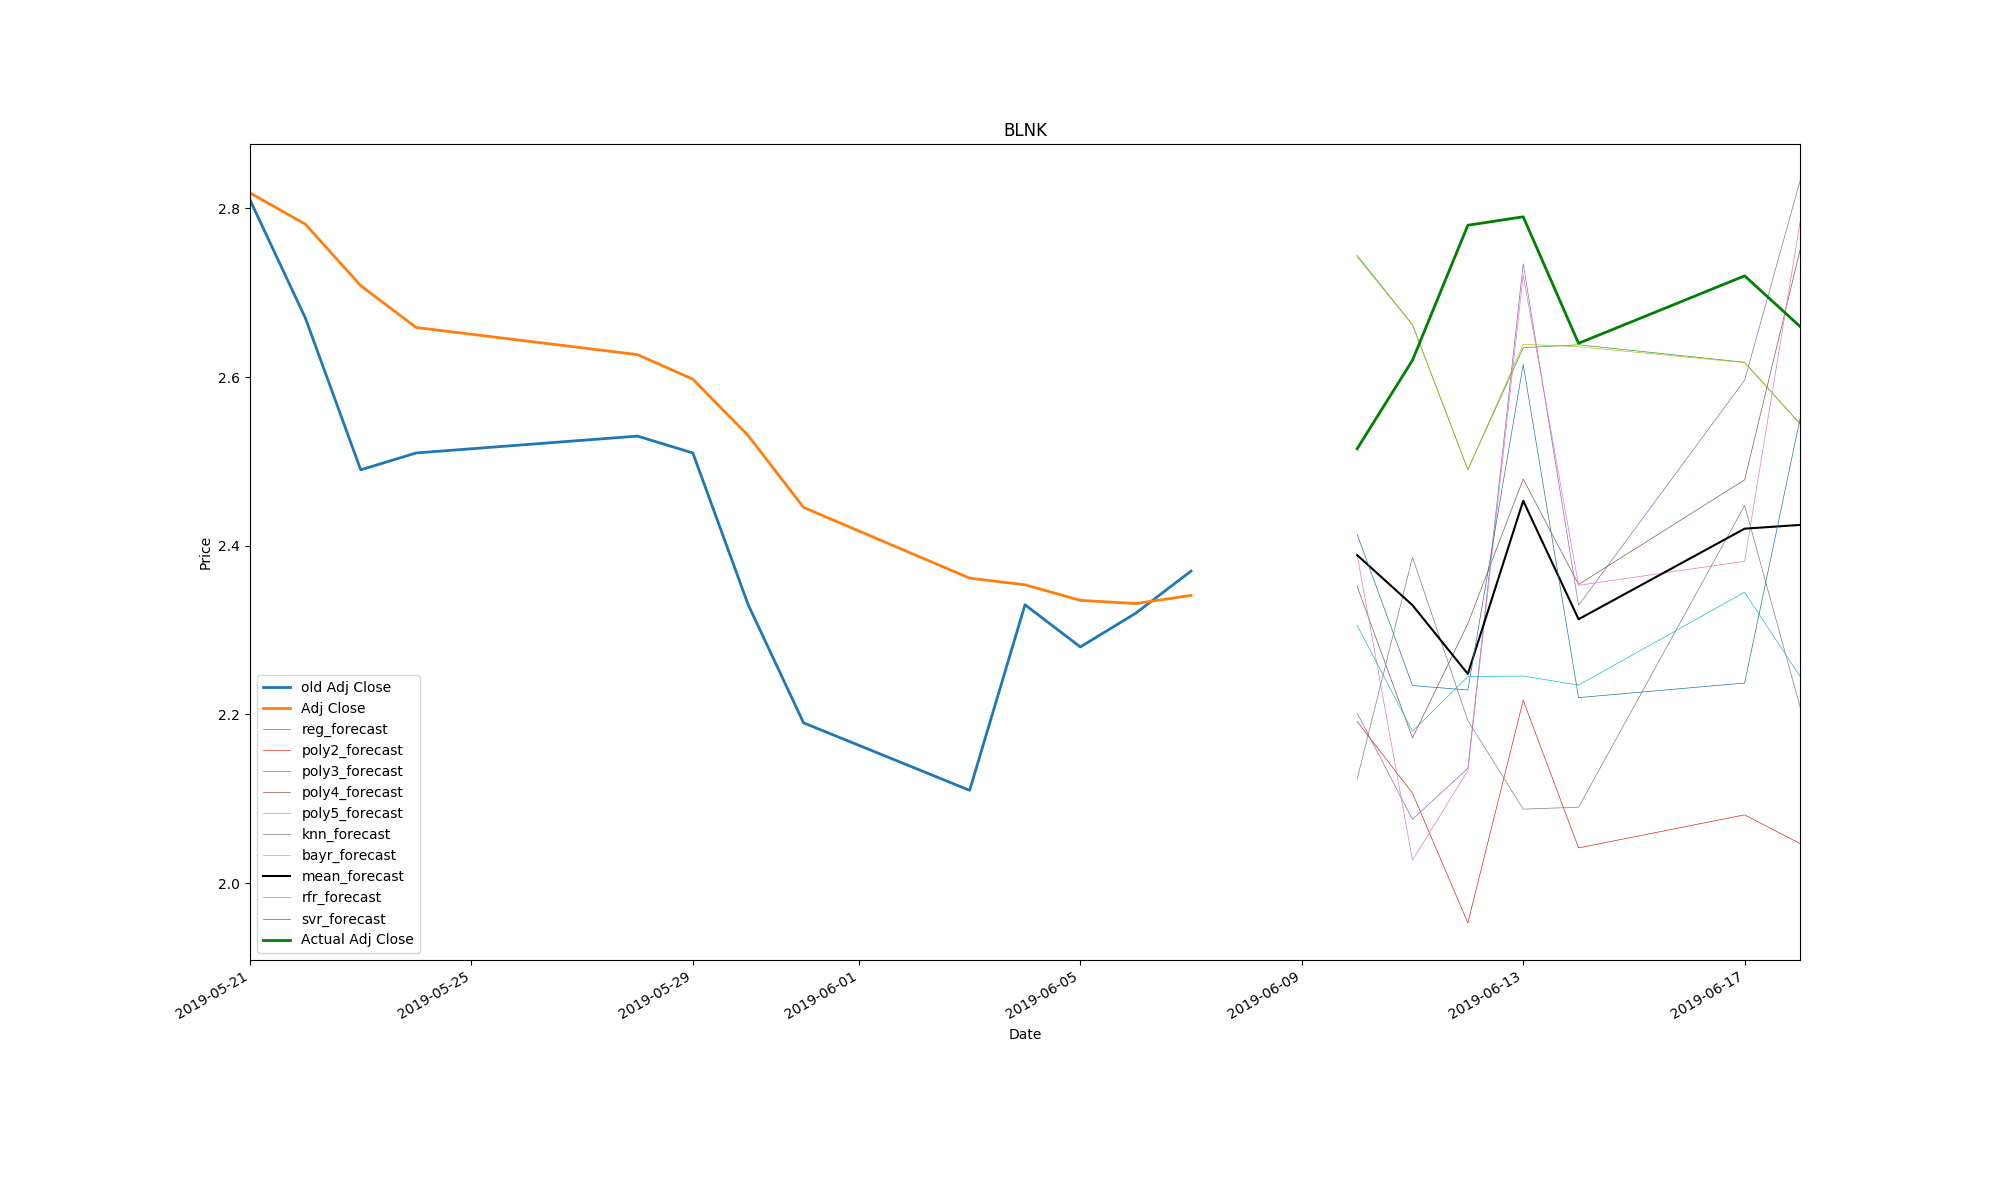 BLNK
Price
2.8
2.6
2.4
2.2
2.0
old Adj Close
Adj Close
reg_forecast
poly2_forecast
poly3_forecast
poly4_forecast
poly5_forecast
knn_forecast
bayr_forecast
mean_forecast
rfr_forecast
svr_forecast
Actual Adj Close
2019-05-21
2019-05-25
2019-05-29
2019-06-01
2019-06-05
2019-06-09
2019-06-13
2019-06-17
Date